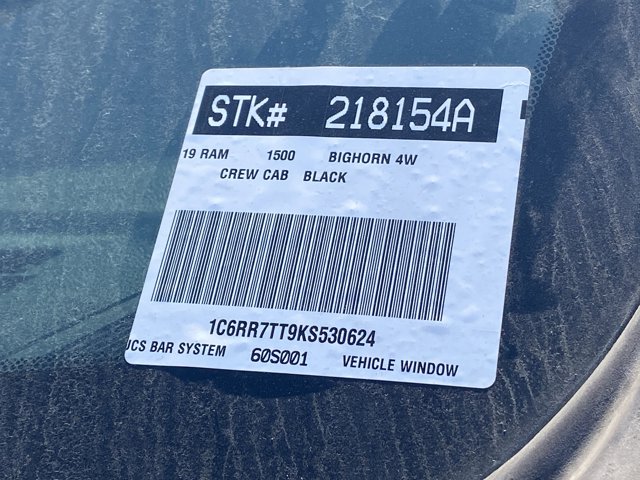 STK# 218154A
19 RAM 1500 BIGHORN 4W
CREW CAB BLACK
1C6RR7TT9KS530624
UCS BAR SYSTEM 60S001 VEHICLE WINDOW